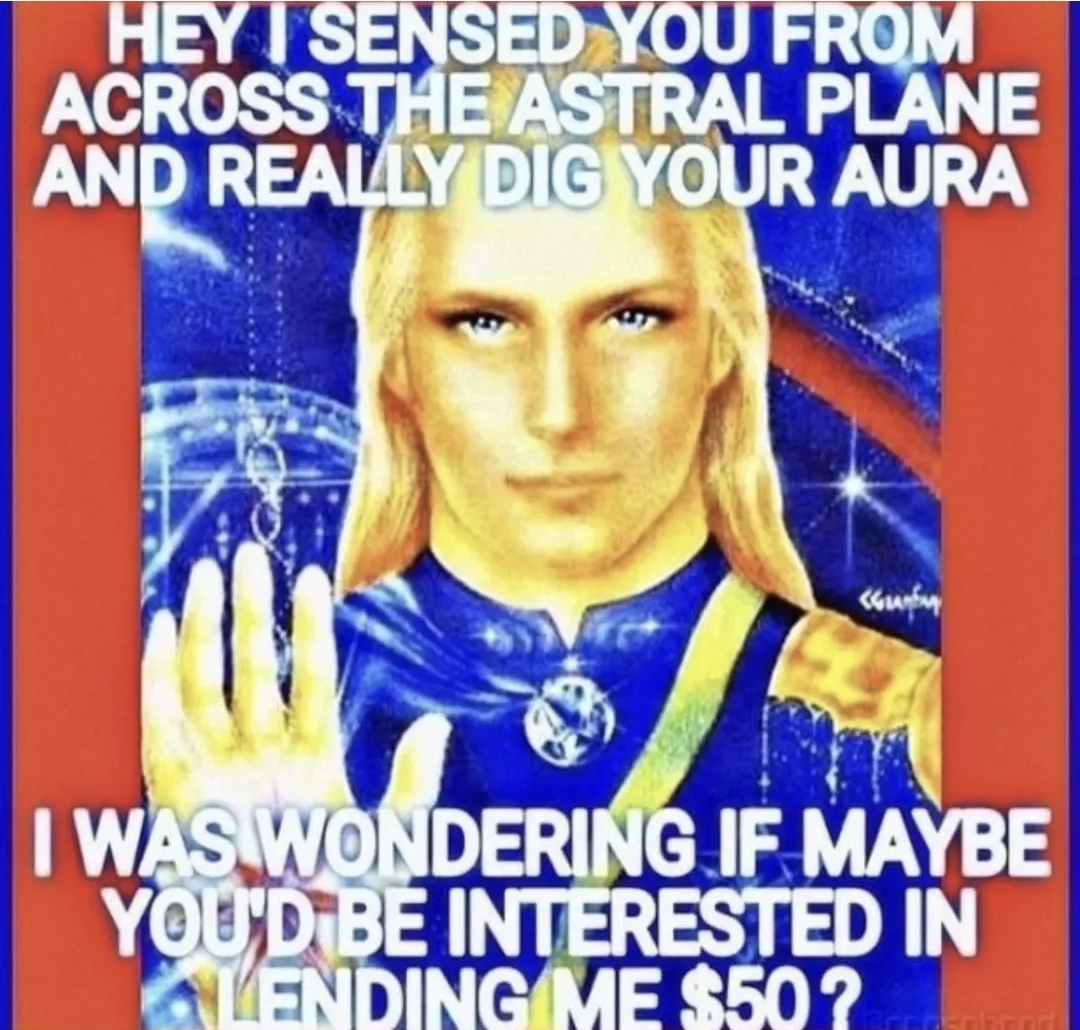 HEY I SENSED YOU FROM
ACROSS THE ASTRAL PLANE
AND REALLY DIG YOUR AURA
I WAS WONDERING IF MAYBE
YOU'D BE INTERESTED IN
LENDING ME $50?